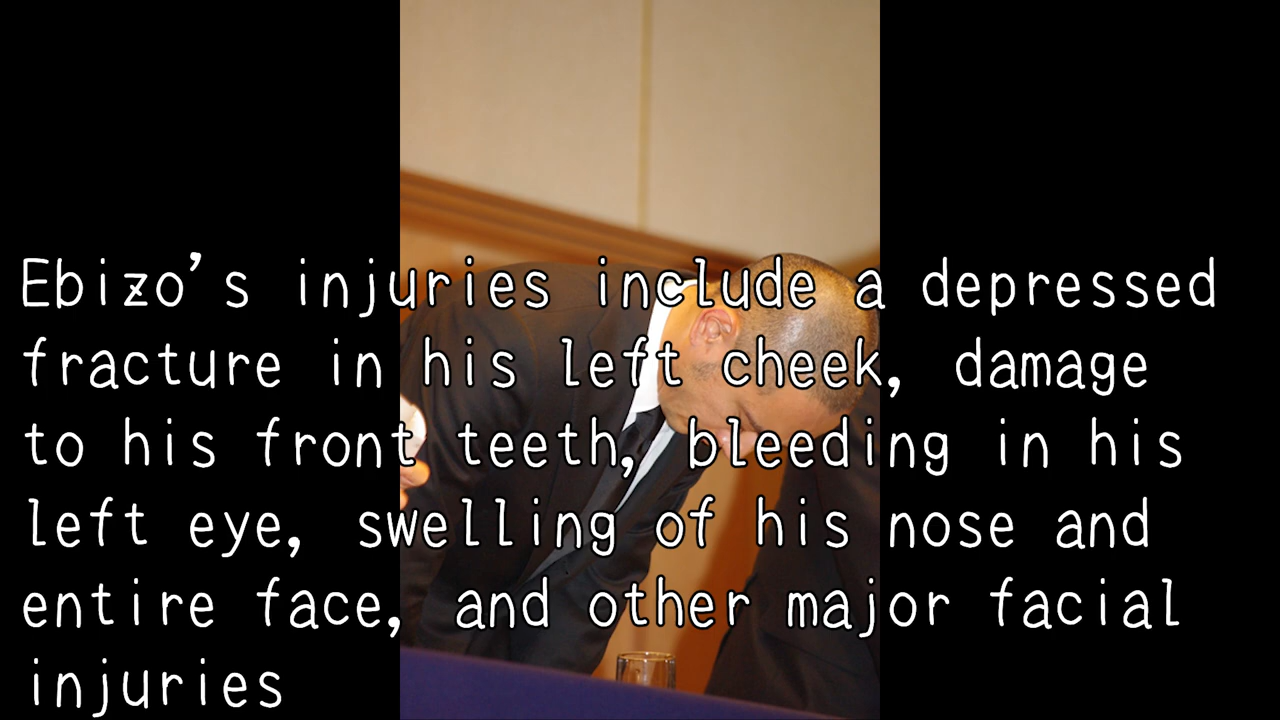 Ebizo's injuries include a depressed
fracture in his left cheek, damage
to his front teeth, bleeding in his
left eye, swelling of his nose and
entire face, and other major facial
injuries